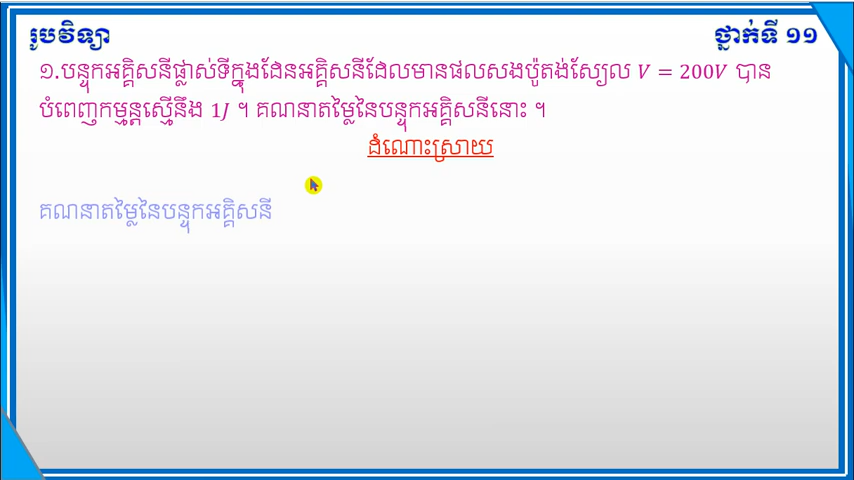 រូបវិទ្យា
ថ្នាក់ទី ១១
១.បន្ទុកអគ្គិសនីផ្លាស់ទីក្នុងដែនអគ្គិសនីដែលមានផលសងប៉ូតង់ស្យែល V = 200V បាន
បំពេញកម្មន្តស្មើនឹង 1J ។ គណនាតម្លៃនៃបន្ទុកអគ្គិសនីនោះ ។
ដំណោះស្រាយ
គណនាតម្លៃនៃបន្ទុកអគ្គិសនី